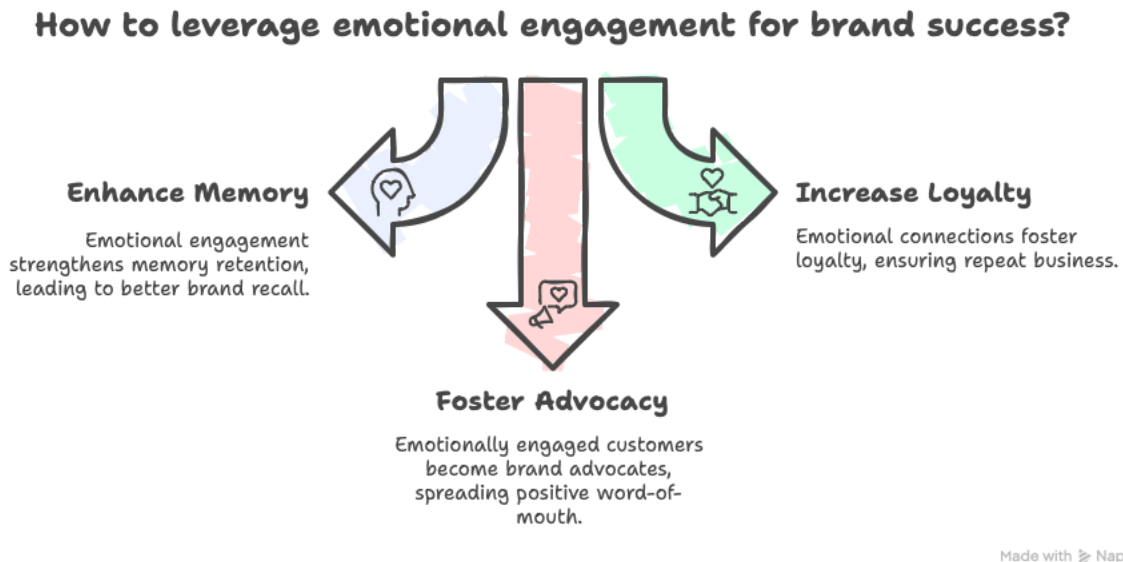 How to leverage emotional engagement for brand success?
Enhance Memory
Emotional engagement
strengthens memory retention,
leading to better brand recall.
Increase Loyalty
Emotional connections foster
loyalty, ensuring repeat business.
Foster Advocacy
Emotionally engaged customers
become brand advocates,
spreading positive word-of-
mouth.
Made with Nap